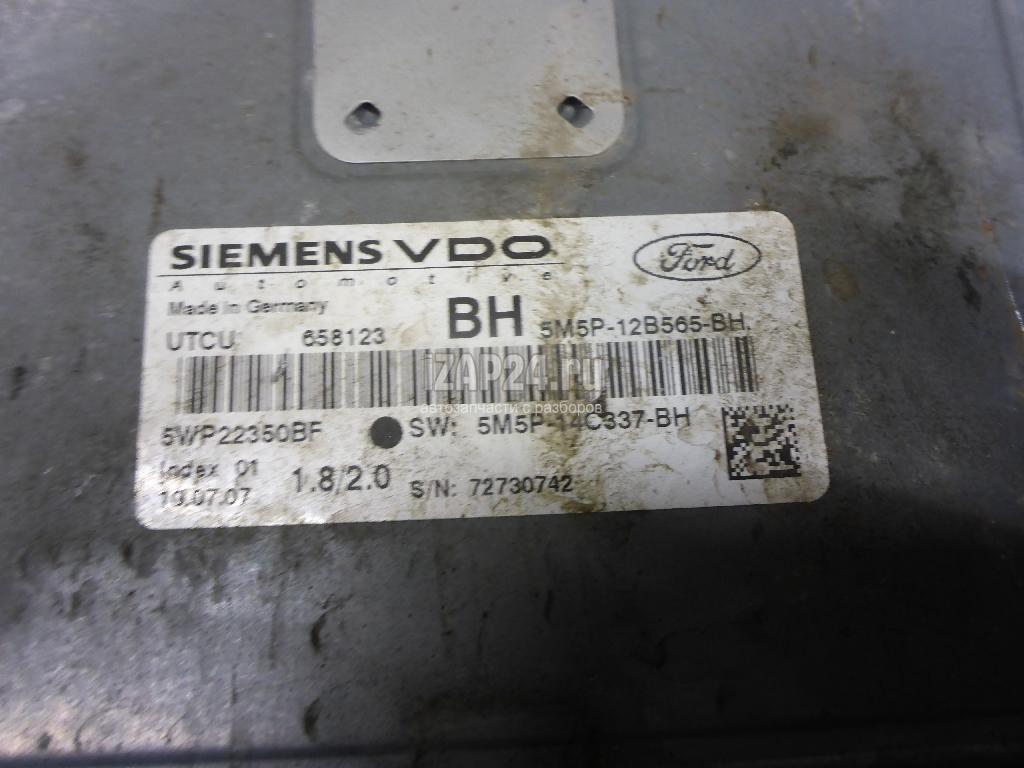 SIEMENS VDO
Automotive
Ford
Made in Germany
BH 5M5P-12B565-BH
UTCU: 658123
iZAP24.ru
автозапчасти с разборов
5WP22350BF SW: 5M5P-14C337-BH
Index 01
19.07.07 1.8/2.0 S/N: 72730742